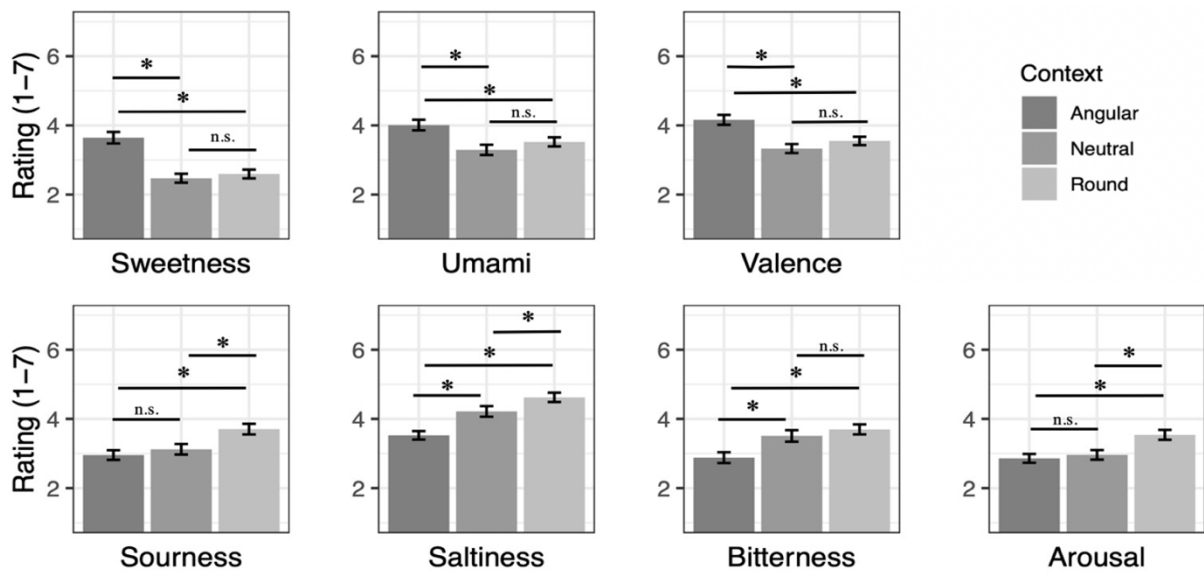 Rating (1–7)
6
4
2
*
*
n.s.
Sweetness
6
4
2
*
*
n.s.
Umami
6
4
2
*
*
n.s.
Valence
Context
Angular
Neutral
Round
Rating (1–7)
6
4
2
*
*
n.s.
Sourness
6
4
2
*
*
*
Saltiness
6
4
2
n.s.
*
*
Bitterness
6
4
2
*
*
n.s.
Arousal